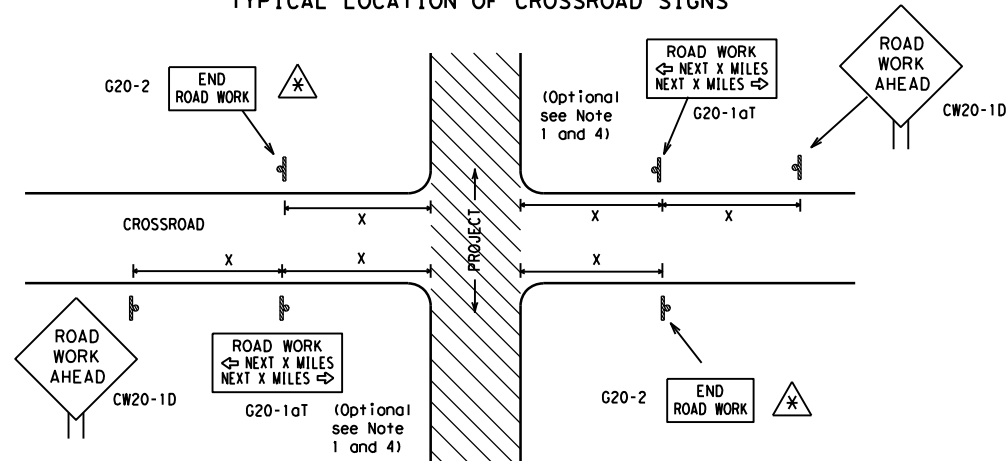 TYPICAL LOCATION OF CROSSROAD SIGNS
G20-2
END
ROAD WORK
*
(Optional
see Note
1 and 4)
ROAD WORK
⇦ NEXT X MILES
NEXT X MILES ⇨
G20-1aT
ROAD
WORK
AHEAD
CW20-1D
X
X
X
CROSSROAD
PROJECT
X
X
X
ROAD
WORK
AHEAD
CW20-1D
ROAD WORK
⇦ NEXT X MILES
NEXT X MILES ⇨
G20-1aT
(Optional
see Note
1 and 4)
G20-2
END
ROAD WORK
*